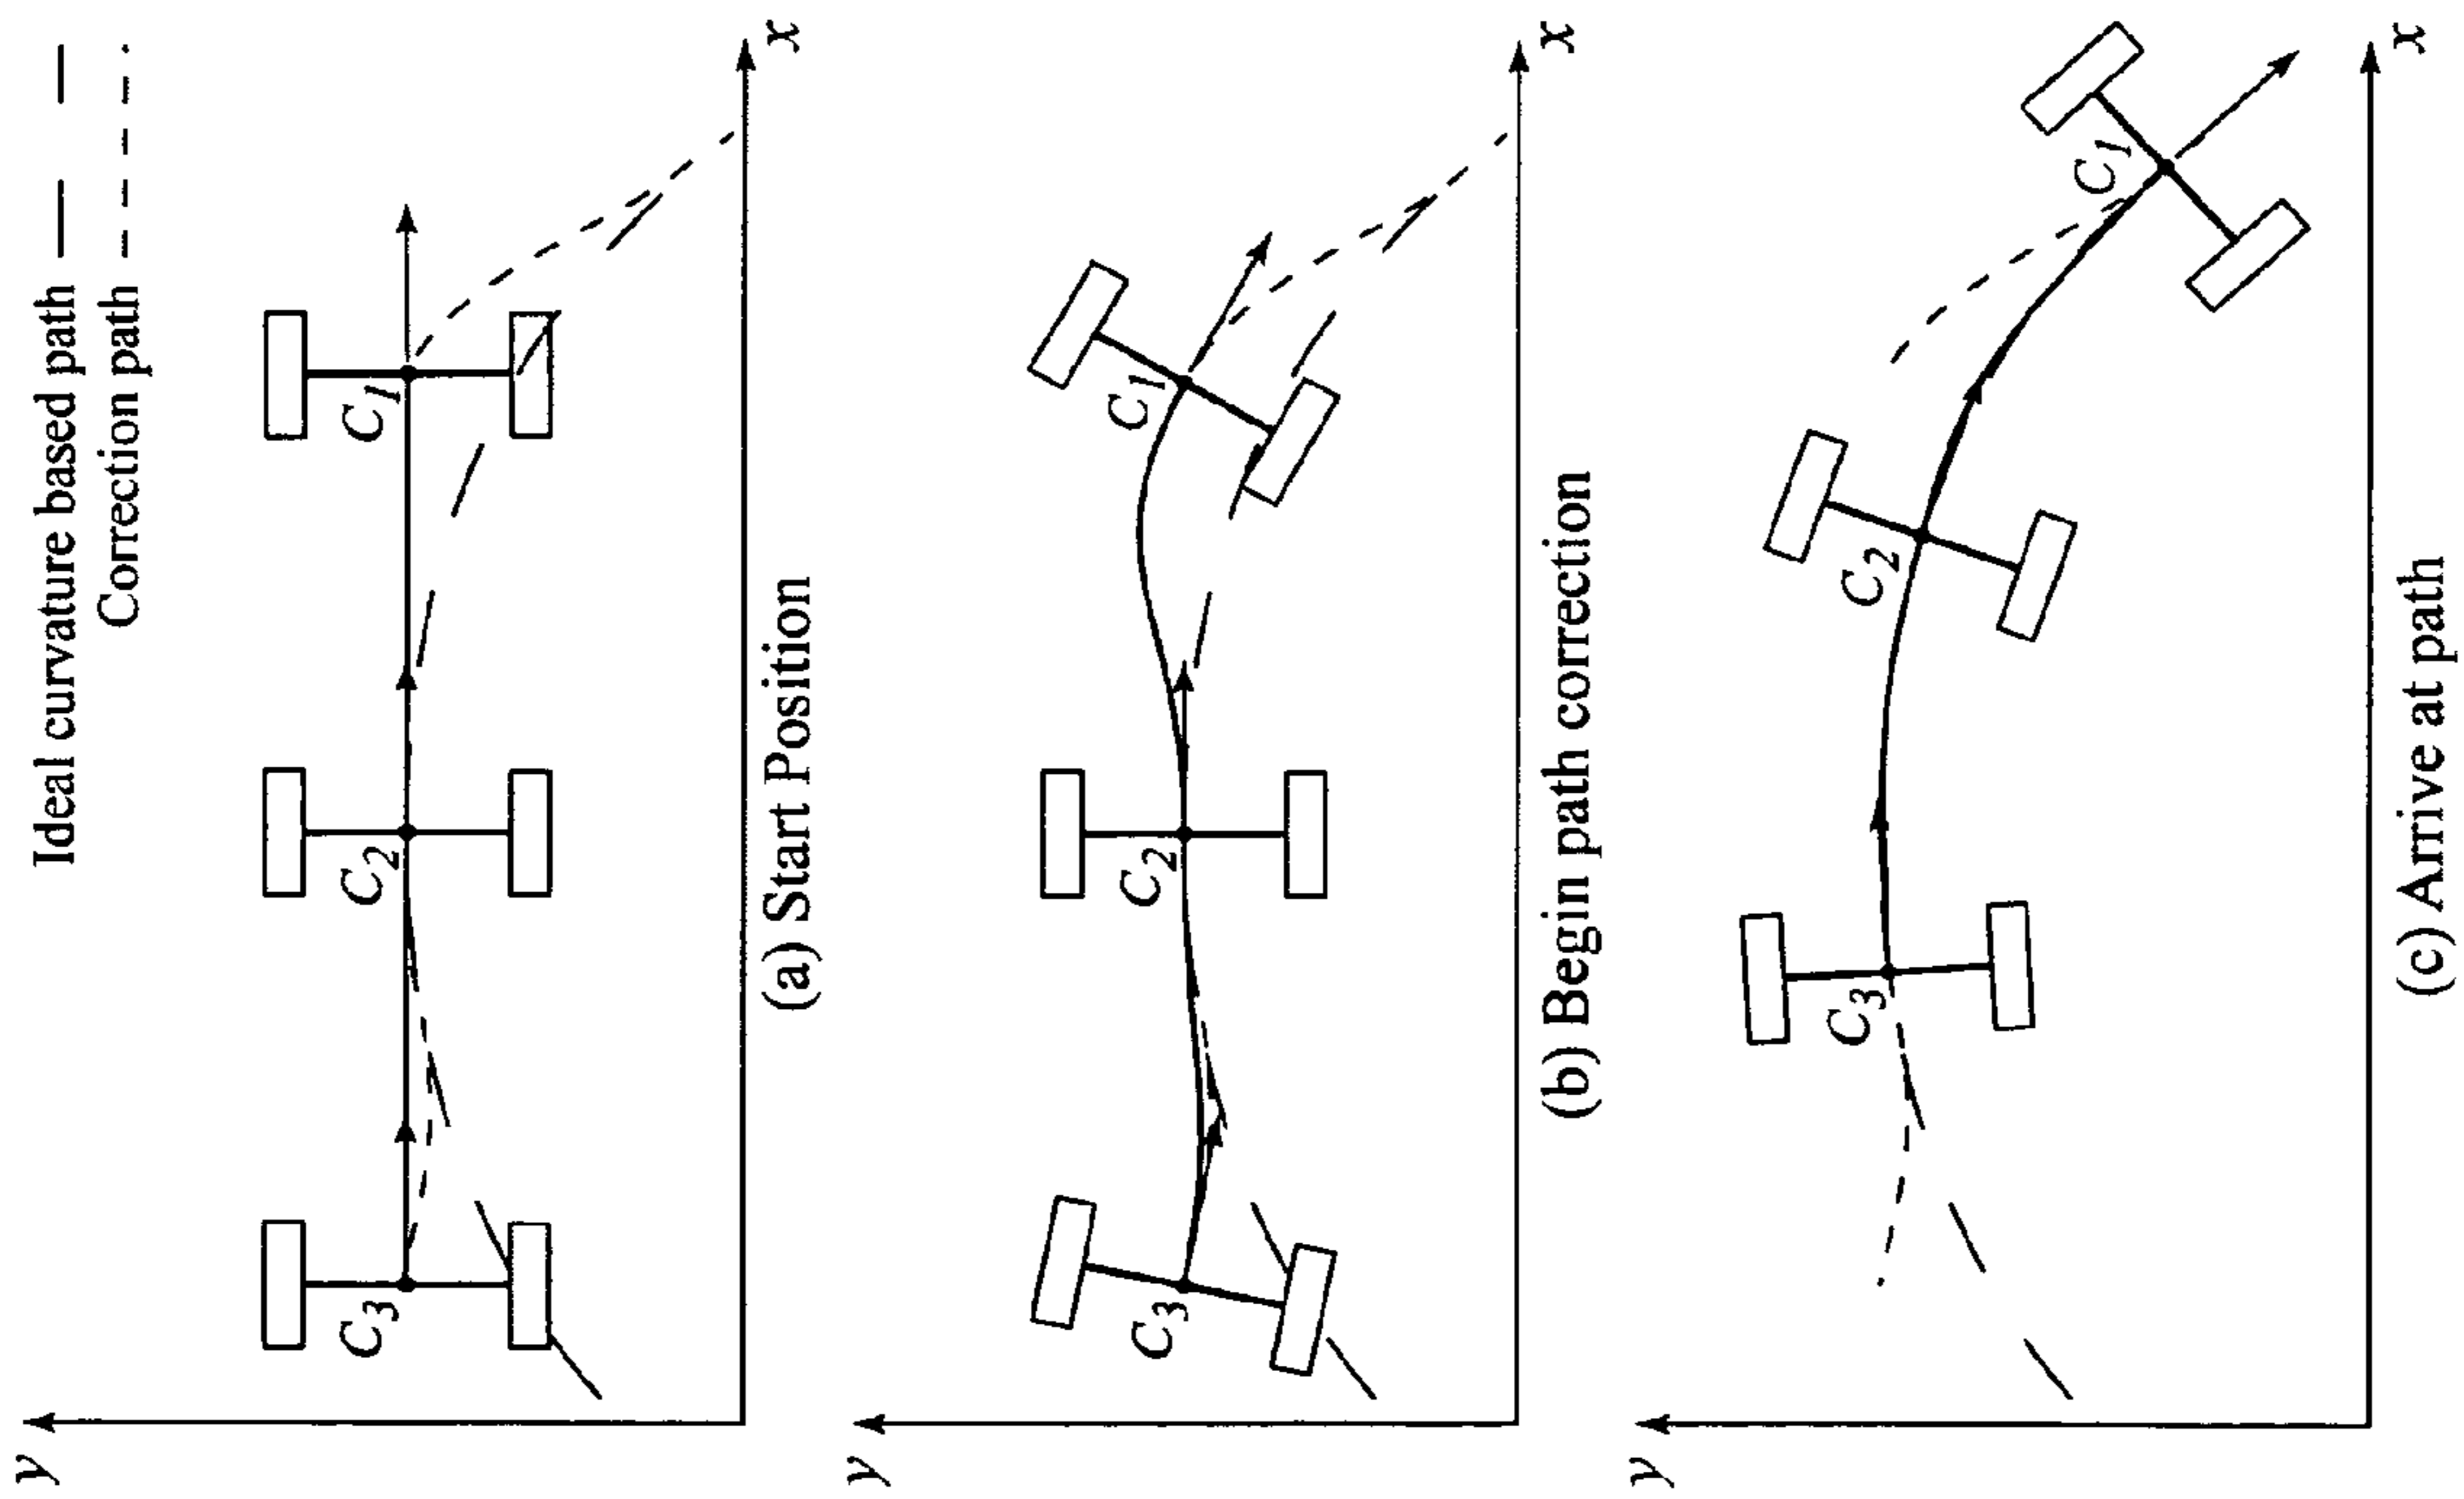 Ideal curvature based path
Correction path
y
C1
C2
C3
x
(a) Start Position
y
C1
C2
C3
x
(b) Begin path correction
y
C1
C2
C3
x
(c) Arrive at path